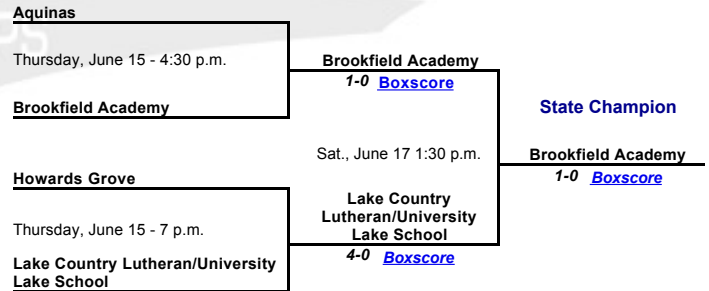 Aquinas
Thursday, June 15 - 4:30 p.m.
Brookfield Academy
Brookfield Academy
1-0 Boxscore
Howards Grove
Thursday, June 15 - 7 p.m.
Lake Country Lutheran/University
Lake School
Sat., June 17 1:30 p.m.
Lake Country
Lutheran/University
Lake School
4-0 Boxscore
State Champion
Brookfield Academy
1-0 Boxscore